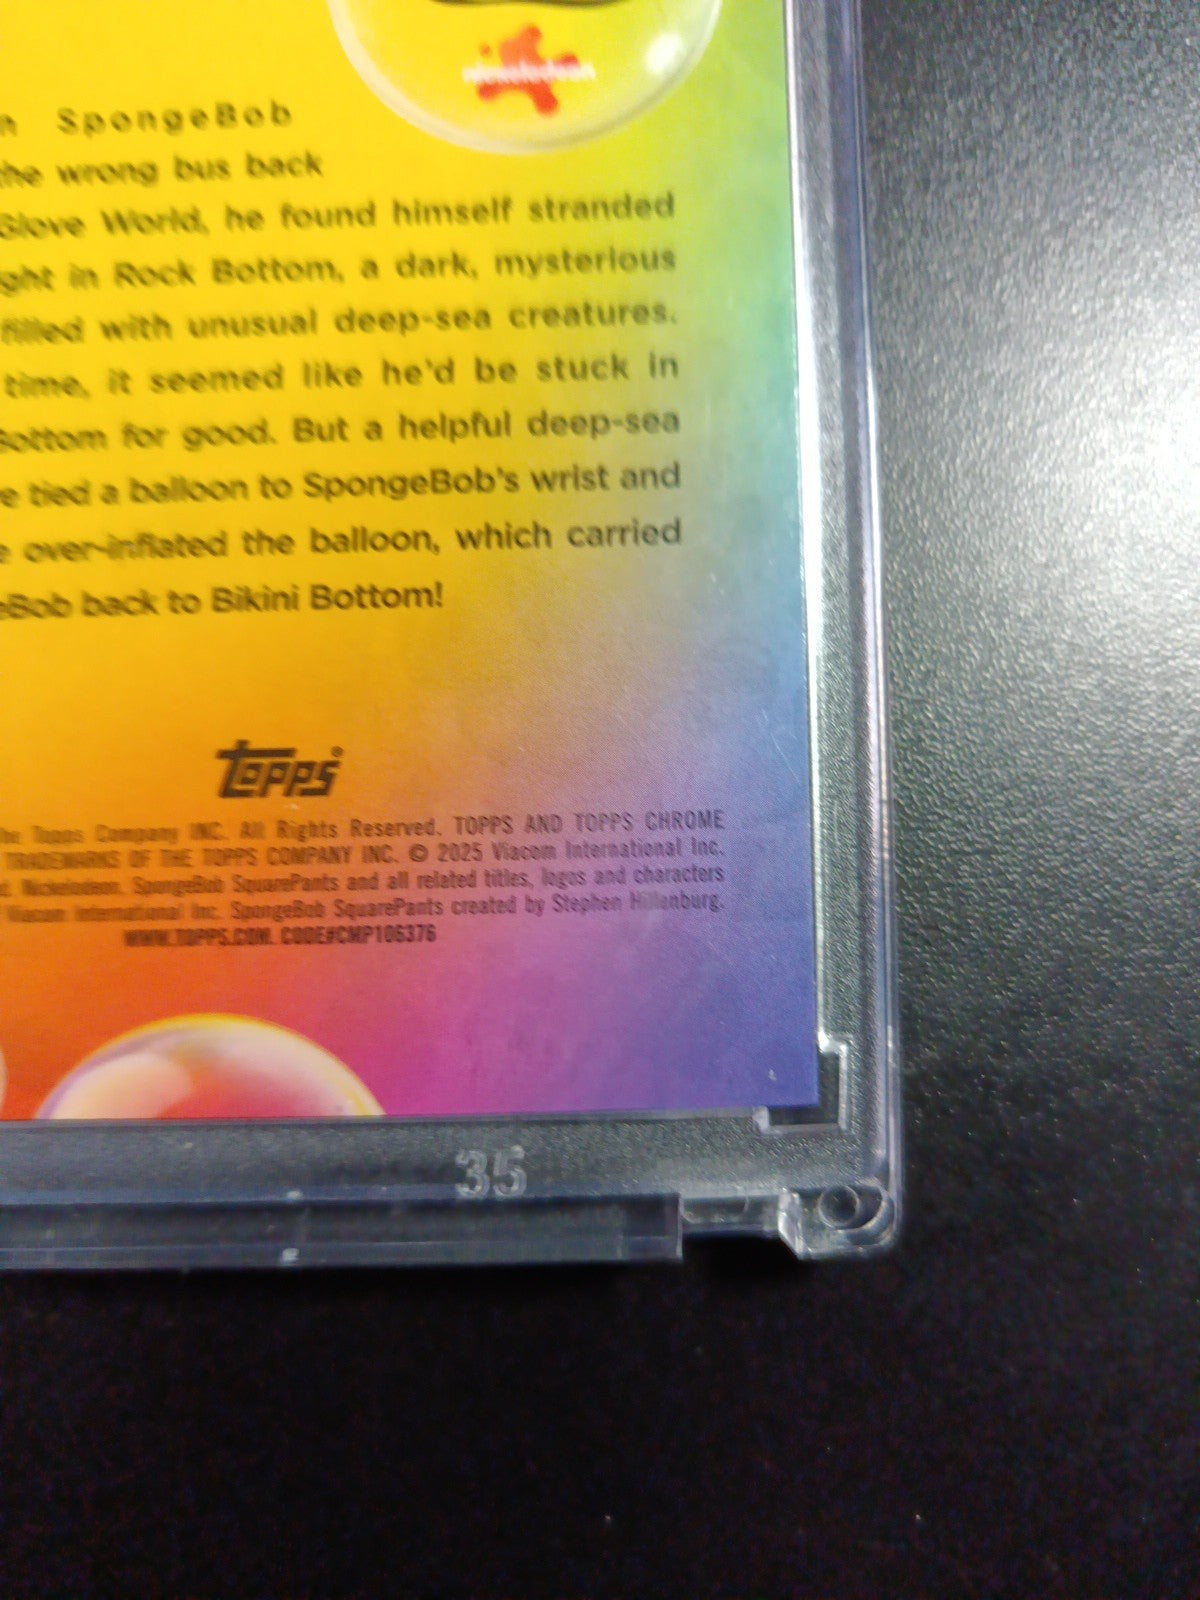 nickelodeon
n SpongeBob
the wrong bus back
Glove World, he found himself stranded
ght in Rock Bottom, a dark, mysterious
filled with unusual deep-sea creatures.
time, it seemed like he'd be stuck in
Bottom for good. But a helpful deep-sea
e tied a balloon to SpongeBob's wrist and
e over-inflated the balloon, which carried
eBob back to Bikini Bottom!
topps
The Topps Company INC. All Rights Reserved. TOPPS AND TOPPS CHROME
TRADEMARKS OF THE TOPPS COMPANY INC. © 2025 Viacom International Inc.
d. Nickelodeon. SpongeBob SquarePants and all related titles, logos and characters
Viacom International Inc. SpongeBob SquarePants created by Stephen Hillenburg.
WWW.TOPPS.COM. CODE#CMP106376
35